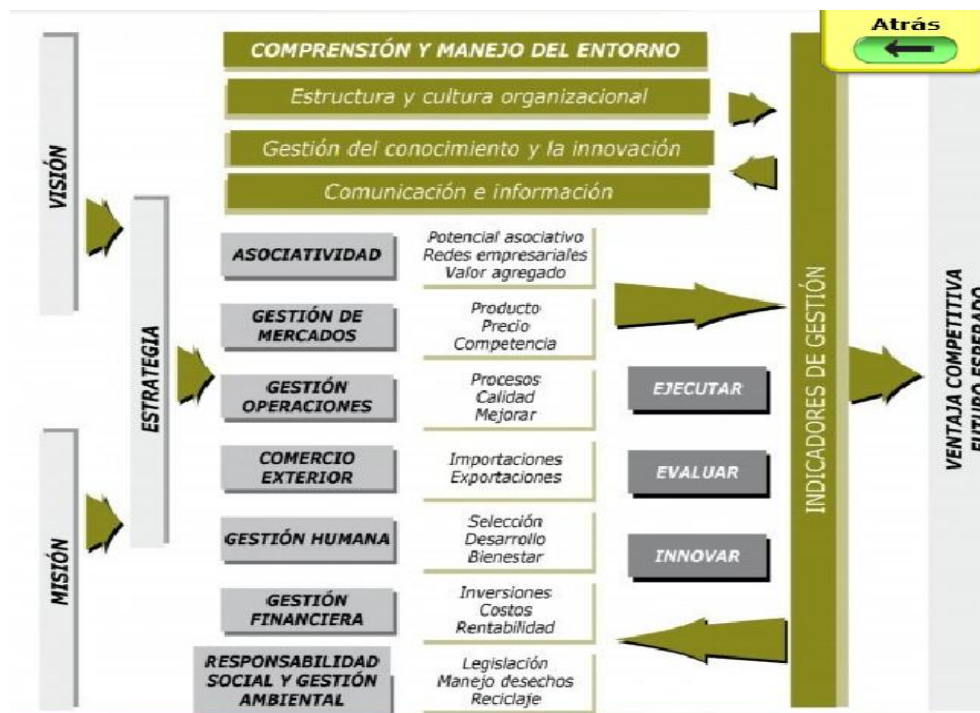 Atrás
COMPRENSIÓN Y MANEJO DEL ENTORNO
Estructura y cultura organizacional
Gestión del conocimiento y la innovación
Comunicación e información
VISIÓN
MISIÓN
ESTRATEGIA
ASOCIATIVIDAD
Potencial asociativo
Redes empresariales
Valor agregado
GESTIÓN DE
MERCADOS
Producto
Precio
Competencia
GESTIÓN
OPERACIONES
Procesos
Calidad
Mejorar
COMERCIO
EXTERIOR
Importaciones
Exportaciones
GESTIÓN HUMANA
Selección
Desarrollo
Bienestar
GESTIÓN
FINANCIERA
Inversiones
Costos
Rentabilidad
RESPONSABILIDAD
SOCIAL Y GESTIÓN
AMBIENTAL
Legislación
Manejo desechos
Reciclaje
EJECUTAR
EVALUAR
INNOVAR
INDICADORES DE GESTIÓN
VENTAJA COMPETITIVA
FUTURO ESPERADO